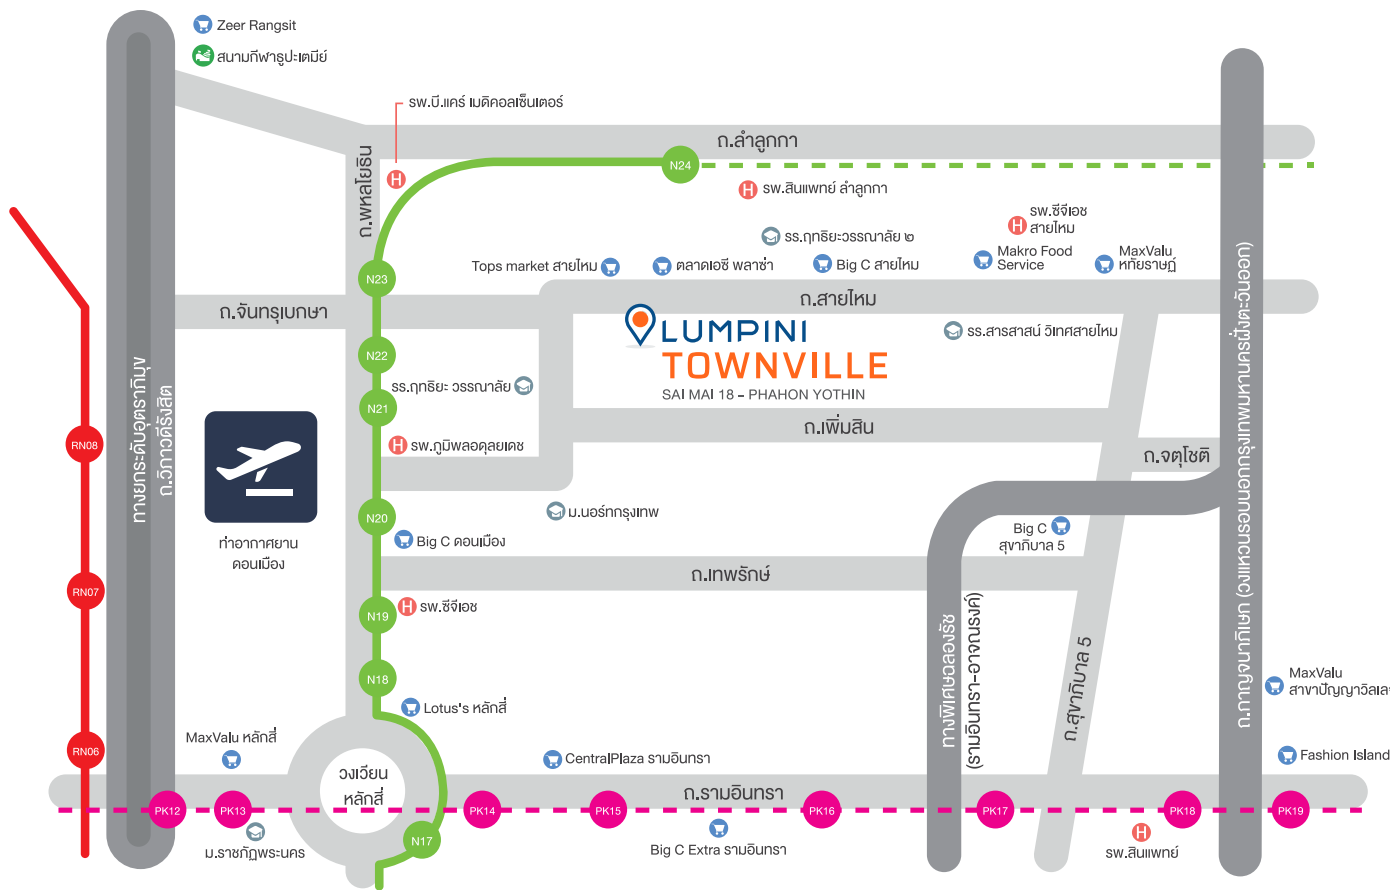 Zeer Rangsit
สนามกีฬาธูปะเตมีย์
รพ.บี.แคร์ เมดิคอลเซ็นเตอร์
ถ.ลำลูกกา
ถ.พหลโยธิน
N24
รพ.สินแพทย์ ลำลูกกา
รร.ฤทธิยะวรรณาลัย ๒
รพ.ซีจีเอช
สายไหม
Tops market สายไหม
ตลาดเอซี พลาซ่า
Big C สายไหม
Makro Food
Service
MaxValu
หทัยราษฎ์
N23
ถ.จันทรุเบกษา
ถ.สายไหม
LUMPINI
TOWNVILLE
SAI MAI 18 - PHAHON YOTHIN
รร.สารสาสน์ วิเทศสายไหม
N22
รร.ฤทธิยะ วรรณาลัย
N21
ถ.เพิ่มสิน
รพ.ภูมิพลอดุลยเดช
ถ.จตุโชติ
RN08
ทางยกระดับอุตราภิมุข
ถ.วิภาวดีรังสิต
ท่าอากาศยาน
ดอนเมือง
N20
ม.นอร์ทกรุงเทพ
Big C ดอนเมือง
Big C
สุขาภิบาล 5
ถ.เทพรักษ์
RN07
N19
รพ.ซีจีเอช
ทางพิเศษฉลองรัช
(รามอินทรา-อาจณรงค์)
ถ.สุขาภิบาล 5
ถ.กาญจนาภิเษก (วงแหวนรอบนอกกรุงเทพมหานครฝั่งตะวันออก)
N18
MaxValu
สาขาปัญญาวิลเลจ
Lotus's หลักสี่
RN06
MaxValu หลักสี่
วงเวียน
หลักสี่
CentralPlaza รามอินทรา
Fashion Island
ถ.รามอินทรา
PK12
PK13
PK14
PK15
PK16
PK17
PK18
PK19
N17
ม.ราชภัฏพระนคร
Big C Extra รามอินทรา
รพ.สินแพทย์